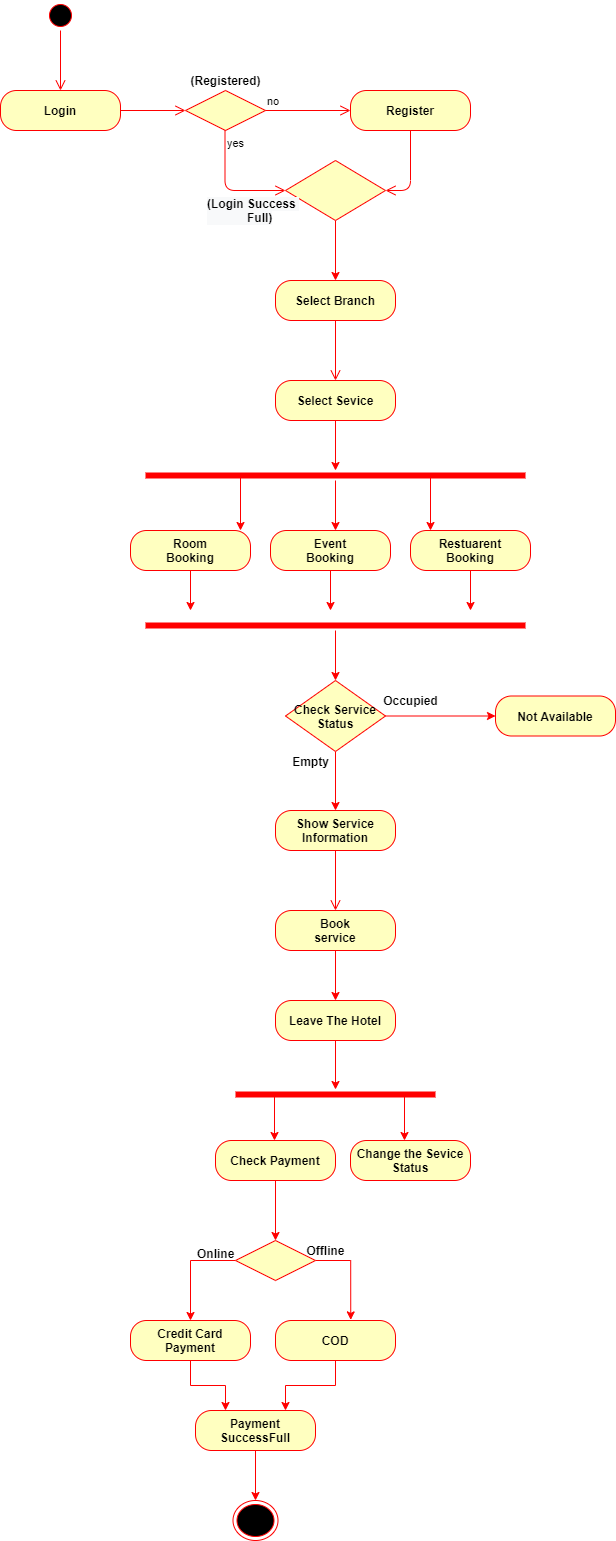 (Registered)
Login
no
Register
yes
(Login Success
Full)
Select Branch
Select Sevice
Room
Booking
Event
Booking
Restuarent
Booking
Check Service
Status
Occupied
Not Available
Empty
Show Service
Information
Book
service
Leave The Hotel
Check Payment
Change the Sevice
Status
Online
Offline
Credit Card
Payment
COD
Payment
SuccessFull